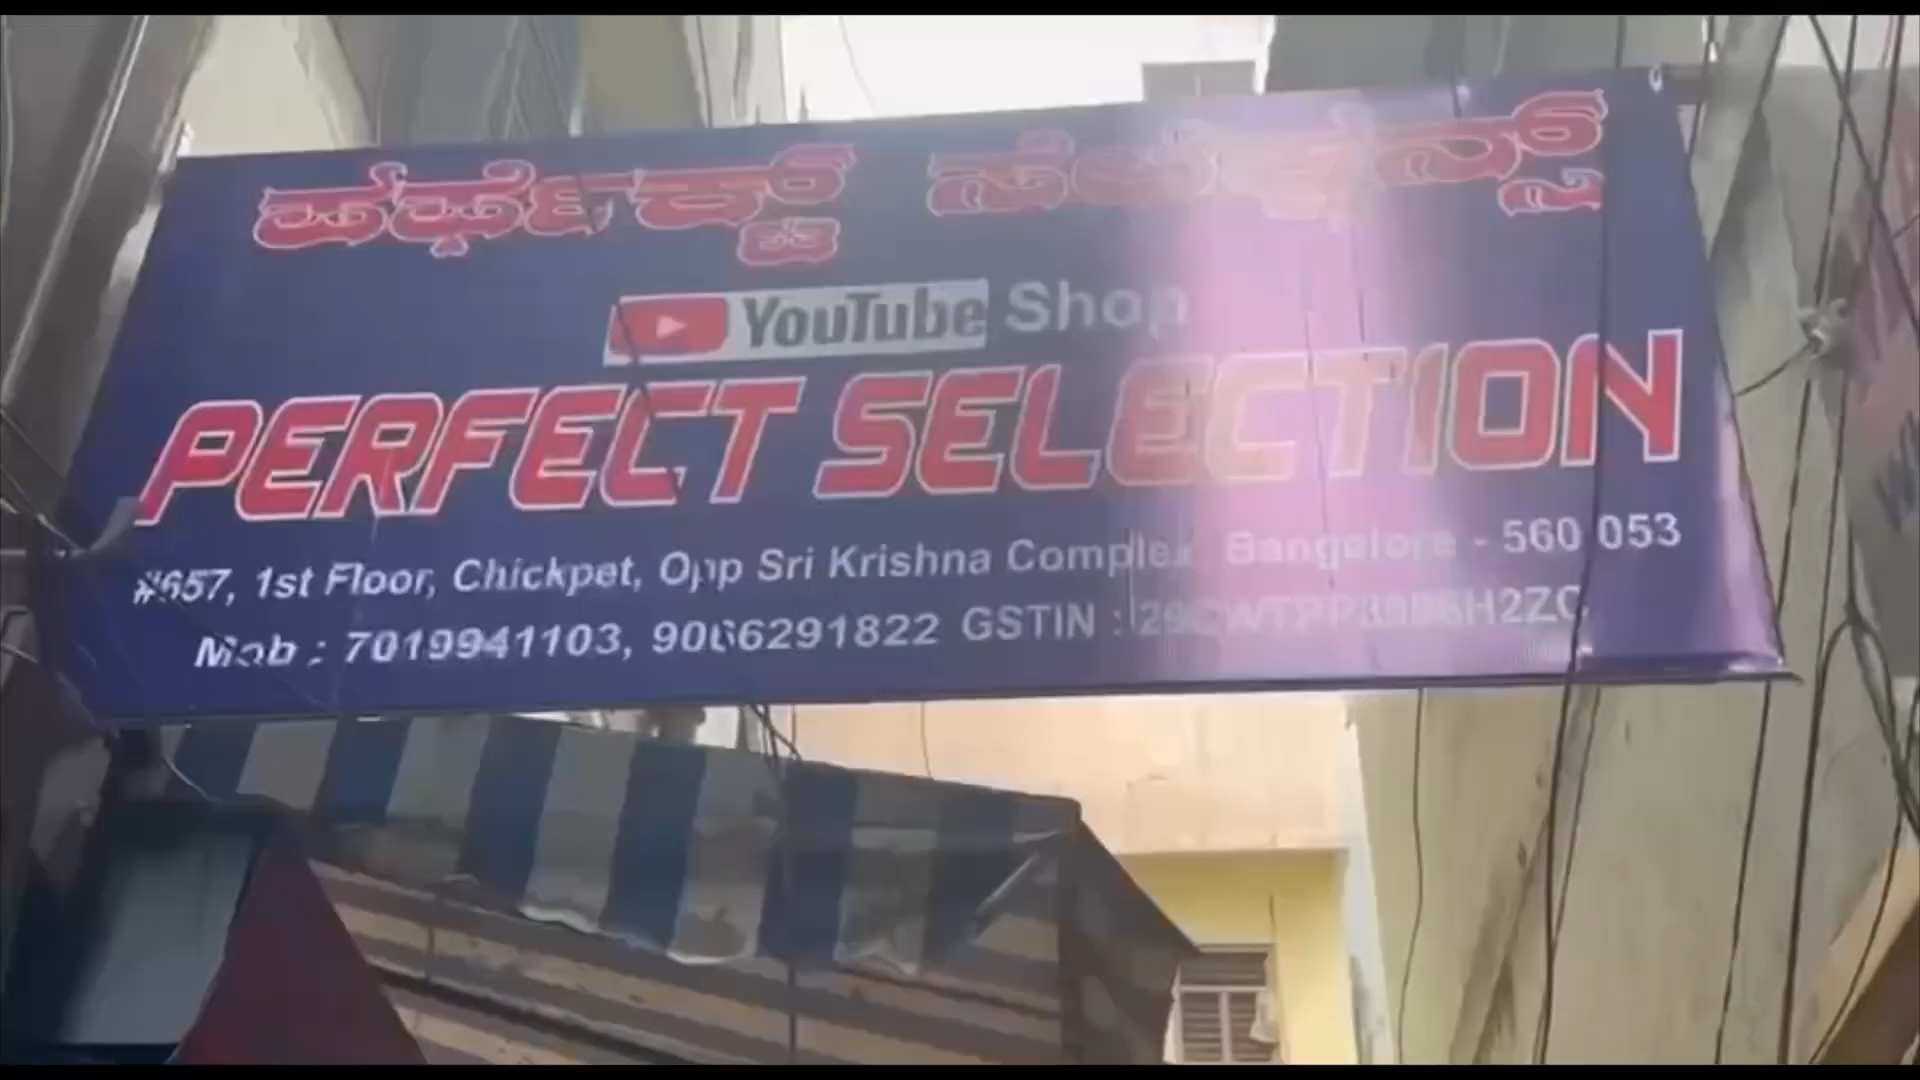 ಪರ್ಫೆಕ್ಟ್ ಸೆಲೆಕ್ಷನ್ಸ್
YouTube Shop
PERFECT SELECTION
#657, 1st Floor, Chickpet, Opp Sri Krishna Complex, Bangalore - 560 053
Mob : 7019941103, 9066291822 GSTIN :